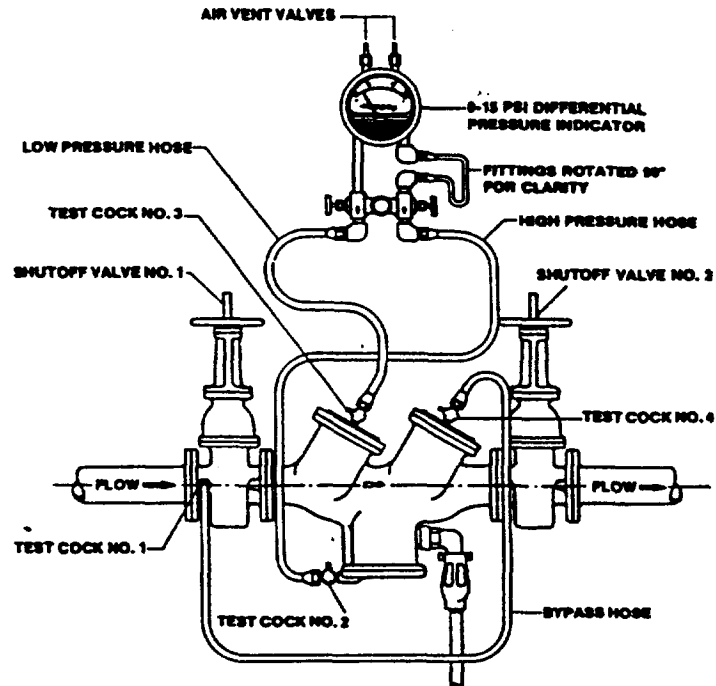 AIR VENT VALVES
0-15 PSI DIFFERENTIAL
PRESSURE INDICATOR
LOW PRESSURE HOSE
FITTINGS ROTATED 90°
FOR CLARITY
TEST COCK NO. 3
HIGH PRESSURE HOSE
SHUTOFF VALVE NO. 1
SHUTOFF VALVE NO. 2
TEST COCK NO. 4
FLOW
FLOW
TEST COCK NO. 1
TEST COCK NO. 2
BYPASS HOSE